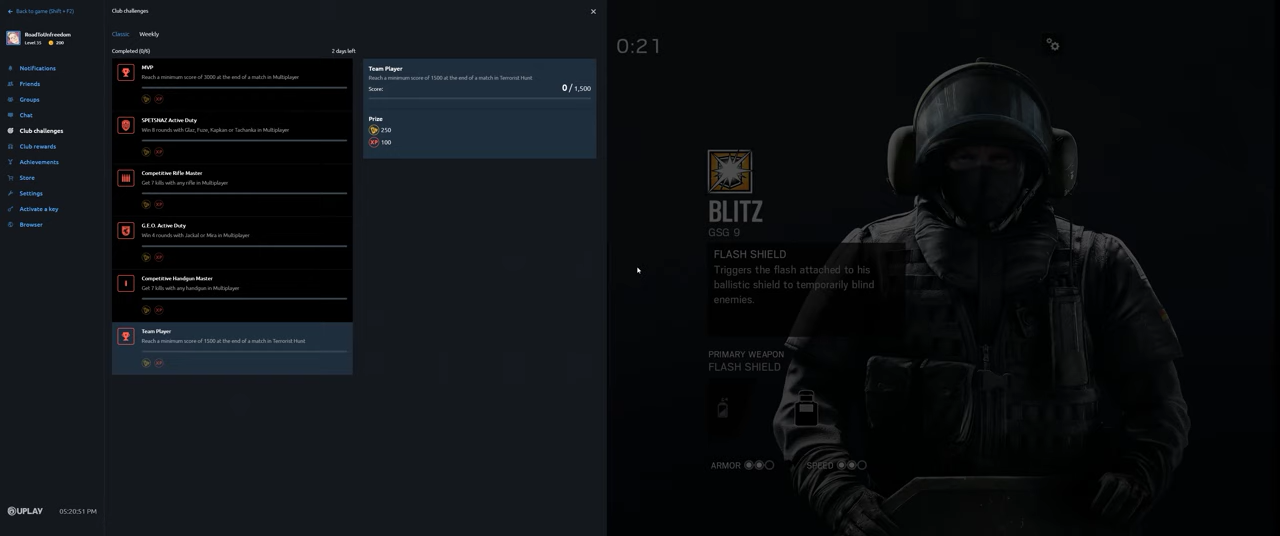 Back to game (Shift + F2)
RoadToUnfreedom
Level 35 200
Notifications
Friends
Groups
Chat
Club challenges
Club rewards
Achievements
Store
Settings
Activate a key
Browser
UPLAY 05:20:51 PM
Club challenges
Classic Weekly
Completed (0/6) 2 days left
MVP
Reach a minimum score of 3000 at the end of a match in Multiplayer
XP
SPETSNAZ Active Duty
Win 8 rounds with Glaz, Fuze, Kapkan or Tachanka in Multiplayer
XP
Competitive Rifle Master
Get 7 kills with any rifle in Multiplayer
XP
G.E.O. Active Duty
Win 4 rounds with Jackal or Mira in Multiplayer
XP
Competitive Handgun Master
Get 7 kills with any handgun in Multiplayer
XP
Team Player
Reach a minimum score of 1500 at the end of a match in Terrorist Hunt
XP
Team Player
Reach a minimum score of 1500 at the end of a match in Terrorist Hunt
Score: 0 / 1,500
Prize
250
XP 100
0:21
BLITZ
GSG 9
FLASH SHIELD
Triggers the flash attached to his
ballistic shield to temporarily blind
enemies.
PRIMARY WEAPON
FLASH SHIELD
ARMOR SPEED